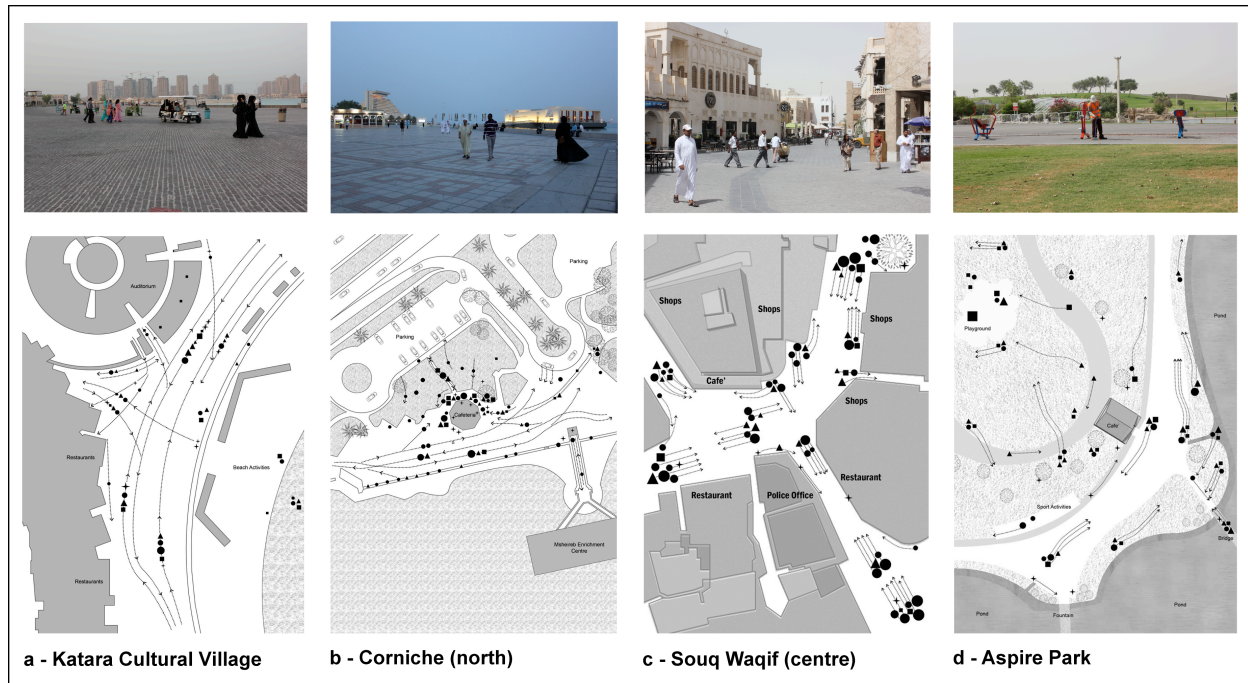 Auditorium
Restaurants
Beach Activities
Restaurants
Parking
Parking
Cafeteria
Msheireb Enrichment
Centre
Shops
Shops
Shops
Cafe'
Shops
Restaurant
Restaurant
Police Office
Pond
Playground
Cafe'
Sport Activities
Bridge
Pond
Fountain
Pond
a - Katara Cultural Village
b - Corniche (north)
c - Souq Waqif (centre)
d - Aspire Park